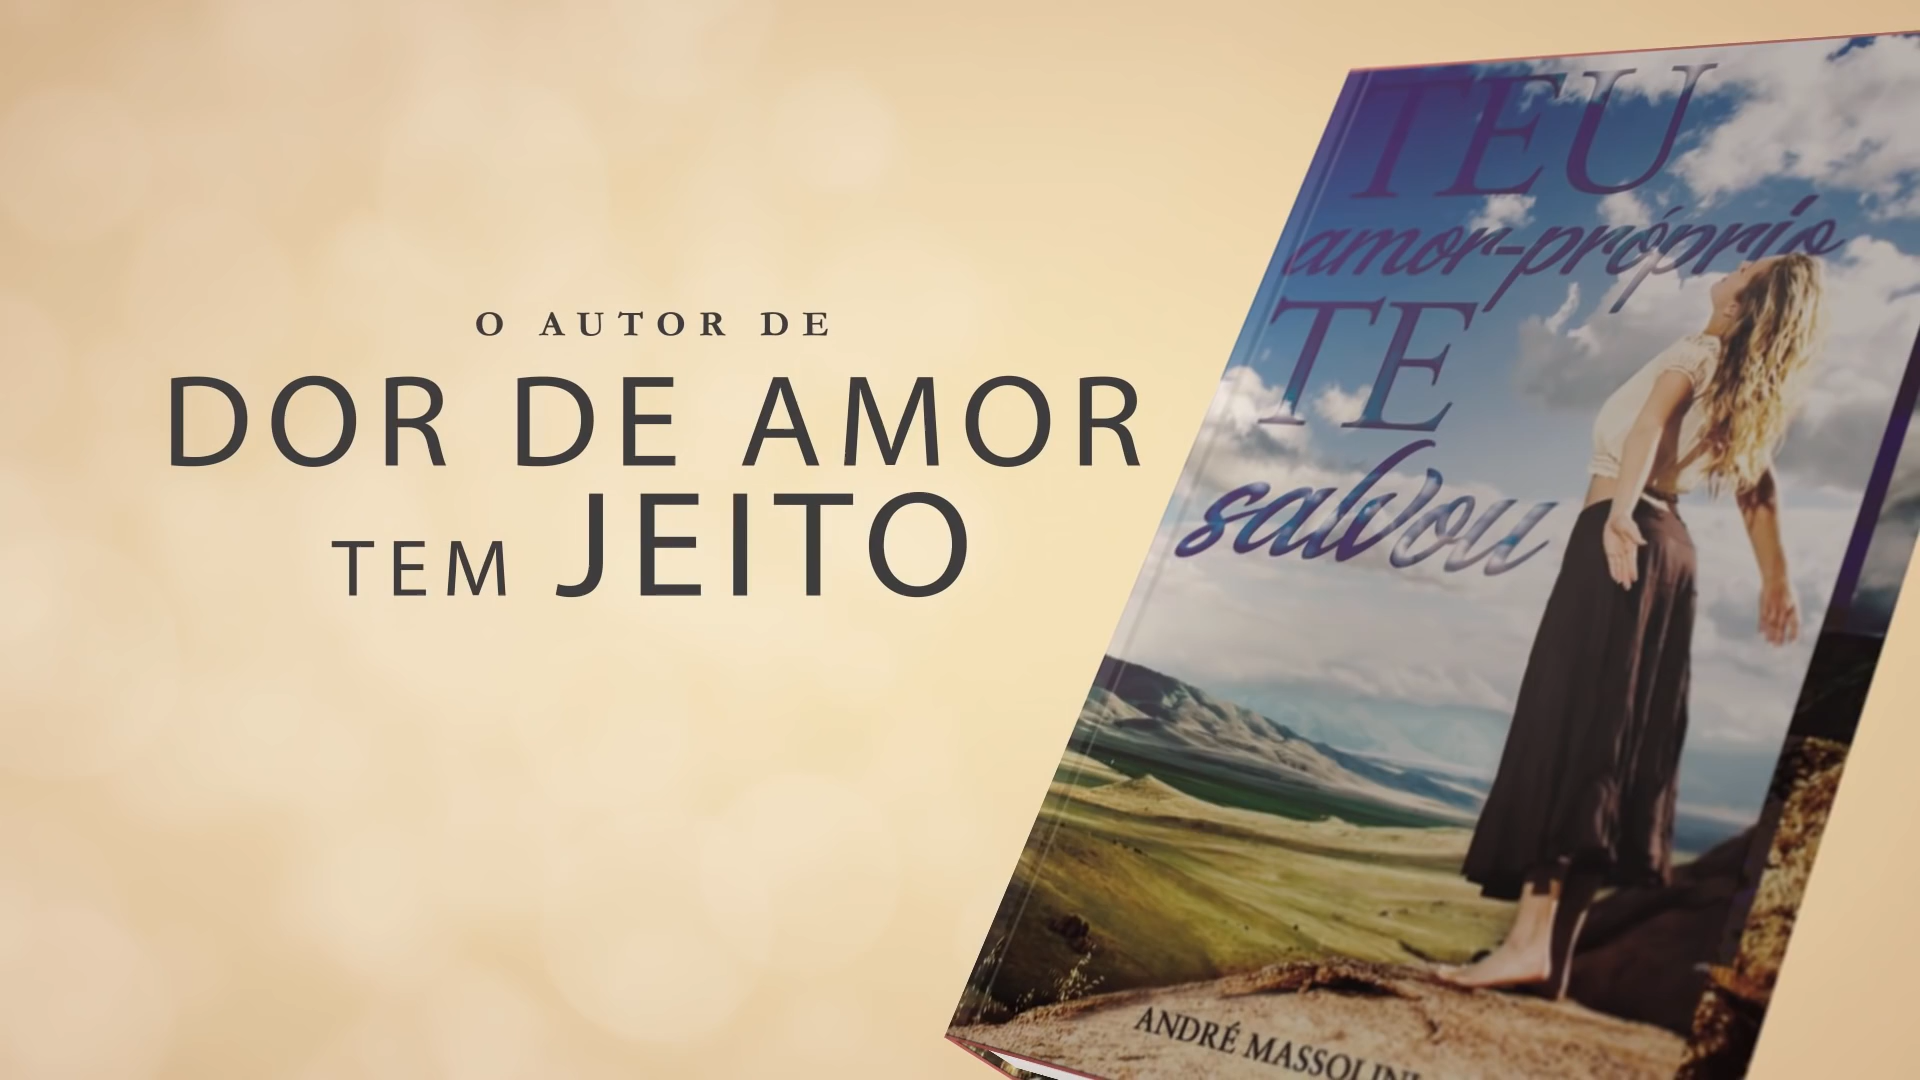 O AUTOR DE
DOR DE AMOR
TEM JEITO
TEU
amor-próprio
TE
salvou
ANDRÉ MASSOLINI